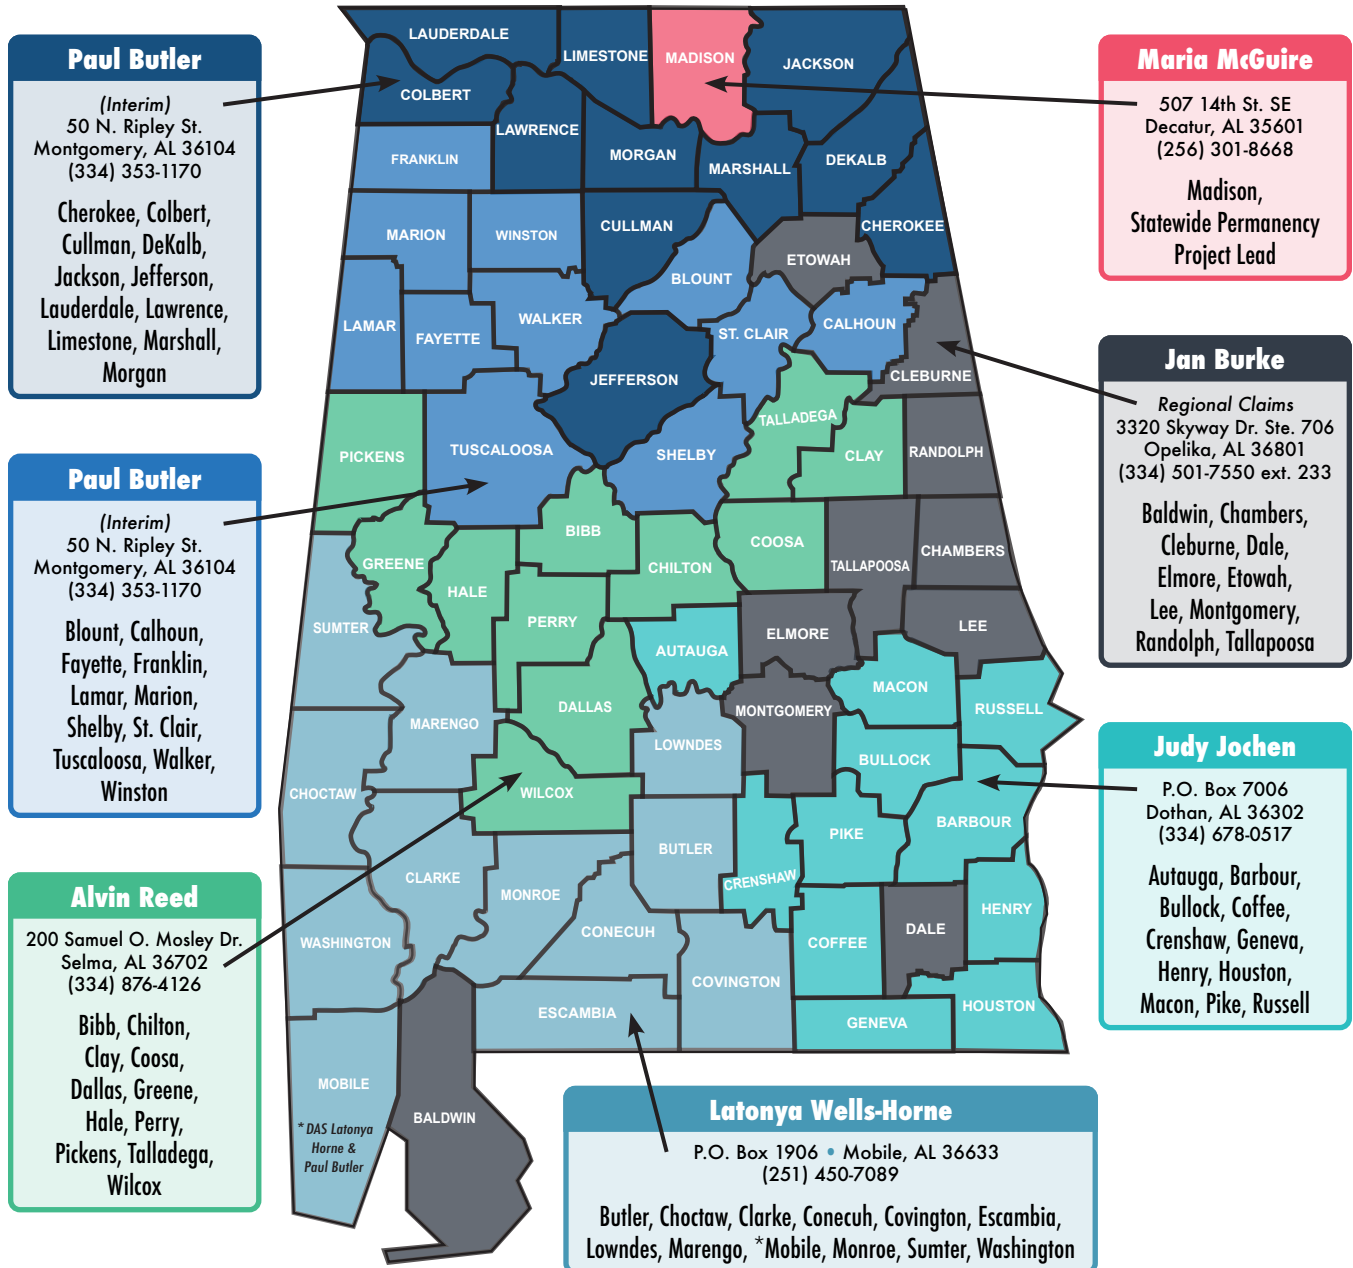 Paul Butler
(Interim)
50 N. Ripley St.
Montgomery, AL 36104
(334) 353-1170
Cherokee, Colbert,
Cullman, DeKalb,
Jackson, Jefferson,
Lauderdale, Lawrence,
Limestone, Marshall,
Morgan
Paul Butler
(Interim)
50 N. Ripley St.
Montgomery, AL 36104
(334) 353-1170
Blount, Calhoun,
Fayette, Franklin,
Lamar, Marion,
Shelby, St. Clair,
Tuscaloosa, Walker,
Winston
Alvin Reed
200 Samuel O. Mosley Dr.
Selma, AL 36702
(334) 876-4126
Bibb, Chilton,
Clay, Coosa,
Dallas, Greene,
Hale, Perry,
Pickens, Talladega,
Wilcox
LAUDERDALE
LIMESTONE
MADISON
JACKSON
COLBERT
LAWRENCE
FRANKLIN
MORGAN
MARSHALL
DEKALB
MARION
WINSTON
CULLMAN
CHEROKEE
ETOWAH
BLOUNT
LAMAR
FAYETTE
WALKER
ST. CLAIR
CALHOUN
JEFFERSON
CLEBURNE
TALLADEGA
PICKENS
TUSCALOOSA
SHELBY
CLAY
RANDOLPH
BIBB
COOSA
CHAMBERS
GREENE
HALE
CHILTON
TALLAPOOSA
SUMTER
PERRY
ELMORE
LEE
AUTAUGA
MACON
MARENGO
DALLAS
MONTGOMERY
RUSSELL
LOWNDES
BULLOCK
CHOCTAW
WILCOX
BARBOUR
PIKE
BUTLER
CLARKE
MONROE
CRENSHAW
HENRY
WASHINGTON
CONECUH
COFFEE
DALE
COVINGTON
ESCAMBIA
HOUSTON
GENEVA
MOBILE
* DAS Latonya
Horne &
Paul Butler
BALDWIN
Maria McGuire
507 14th St. SE
Decatur, AL 35601
(256) 301-8668
Madison,
Statewide Permanency
Project Lead
Jan Burke
Regional Claims
3320 Skyway Dr. Ste. 706
Opelika, AL 36801
(334) 501-7550 ext. 233
Baldwin, Chambers,
Cleburne, Dale,
Elmore, Etowah,
Lee, Montgomery,
Randolph, Tallapoosa
Judy Jochen
P.O. Box 7006
Dothan, AL 36302
(334) 678-0517
Autauga, Barbour,
Bullock, Coffee,
Crenshaw, Geneva,
Henry, Houston,
Macon, Pike, Russell
Latonya Wells-Horne
P.O. Box 1906 • Mobile, AL 36633
(251) 450-7089
Butler, Choctaw, Clarke, Conecuh, Covington, Escambia,
Lowndes, Marengo, *Mobile, Monroe, Sumter, Washington